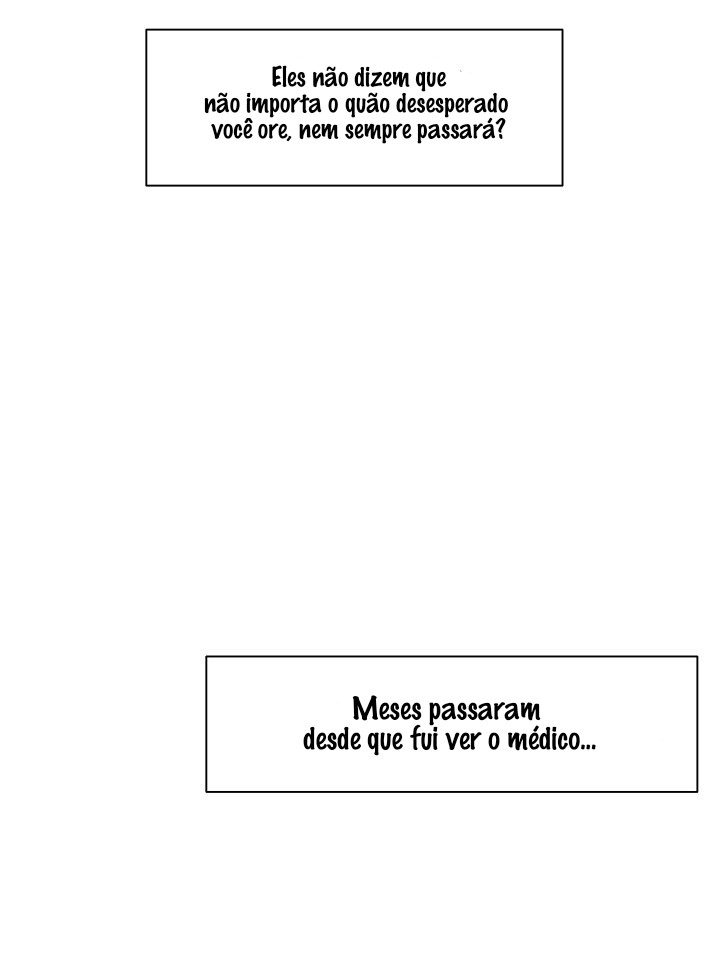 Eles não dizem que
não importa o quão desesperado
você ore, nem sempre passará?
Meses passaram
desde que fui ver o médico...